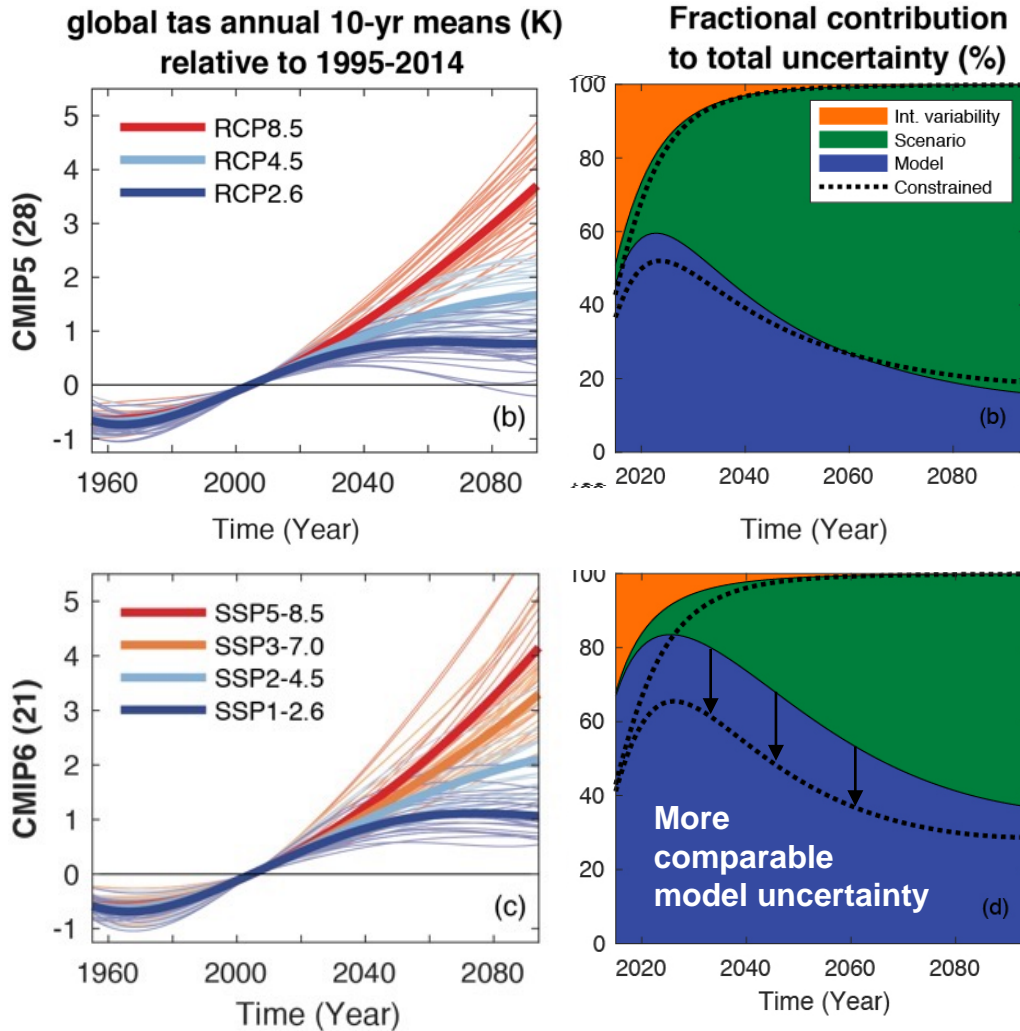 global tas annual 10-yr means (K)
relative to 1995-2014
Fractional contribution
to total uncertainty (%)
CMIP5 (28)
5
4
3
2
1
0
-1
RCP8.5
RCP4.5
RCP2.6
(b)
1960 2000 2040 2080
Time (Year)
100
80
60
40
20
0
Int. variability
Scenario
Model
Constrained
(b)
2020 2040 2060 2080
Time (Year)
CMIP6 (21)
5
4
3
2
1
0
-1
SSP5-8.5
SSP3-7.0
SSP2-4.5
SSP1-2.6
(c)
1960 2000 2040 2080
Time (Year)
100
80
60
40
20
0
More
comparable
model uncertainty
(d)
2020 2040 2060 2080
Time (Year)